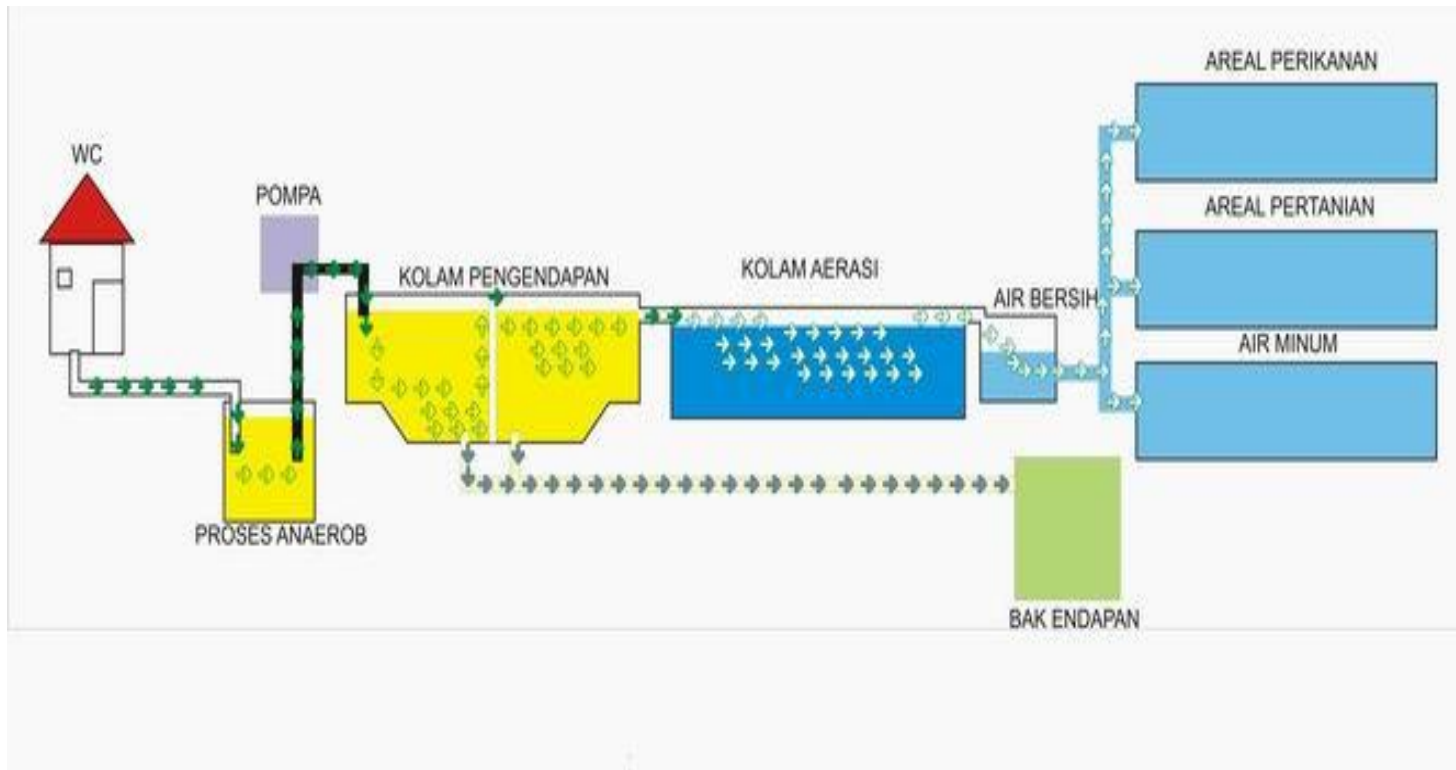 WC
POMPA
PROSES ANAEROB
KOLAM PENGENDAPAN
KOLAM AERASI
AIR BERSIH
AREAL PERIKANAN
AREAL PERTANIAN
AIR MINUM
BAK ENDAPAN